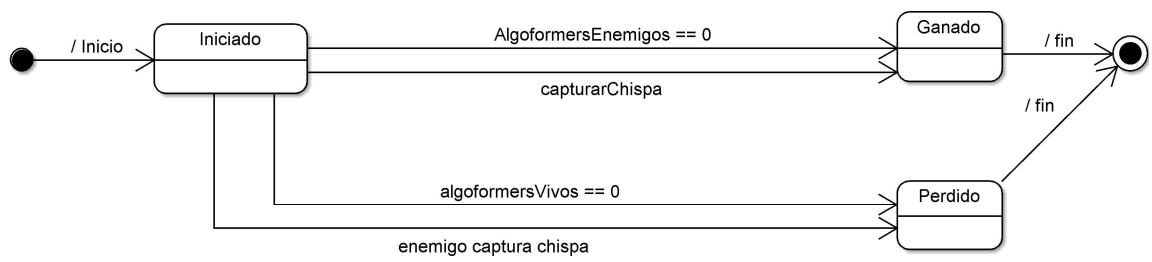 / Inicio
Iniciado
AlgoformersEnemigos == 0
capturarChispa
Ganado
/ fin
/ fin
algoformersVivos == 0
enemigo captura chispa
Perdido